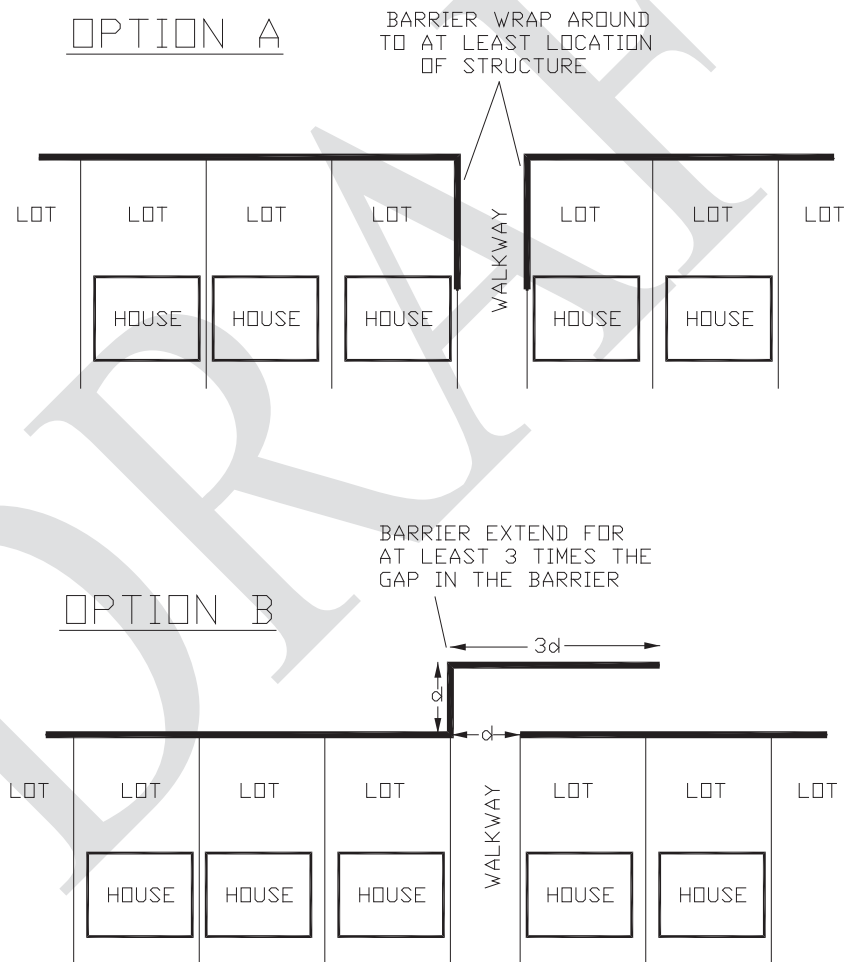 OPTION A
BARRIER WRAP AROUND
TO AT LEAST LOCATION
OF STRUCTURE
LOT
LOT
LOT
LOT
WALKWAY
LOT
LOT
LOT
HOUSE
HOUSE
HOUSE
HOUSE
HOUSE
BARRIER EXTEND FOR
AT LEAST 3 TIMES THE
GAP IN THE BARRIER
OPTION B
3d
d
d
LOT
LOT
LOT
LOT
WALKWAY
LOT
LOT
LOT
HOUSE
HOUSE
HOUSE
HOUSE
HOUSE
DRAF